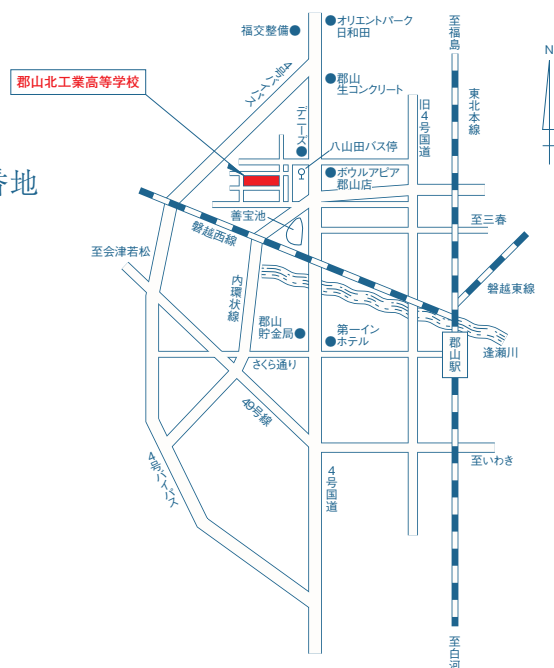 オリエントパーク
日和田
福交整備
至福島
N
4号バイパス
郡山北工業高等学校
郡山
生コンクリート
旧4号国道
東北本線
デニーズ
八山田バス停
ボウルアピア
郡山店
番地
善宝池
至三春
磐越西線
至会津若松
磐越東線
内環状線
郡山
貯金局
第一イン
ホテル
郡山駅
逢瀬川
さくら通り
49号線
4号バイパス
4号国道
至いわき
至白河